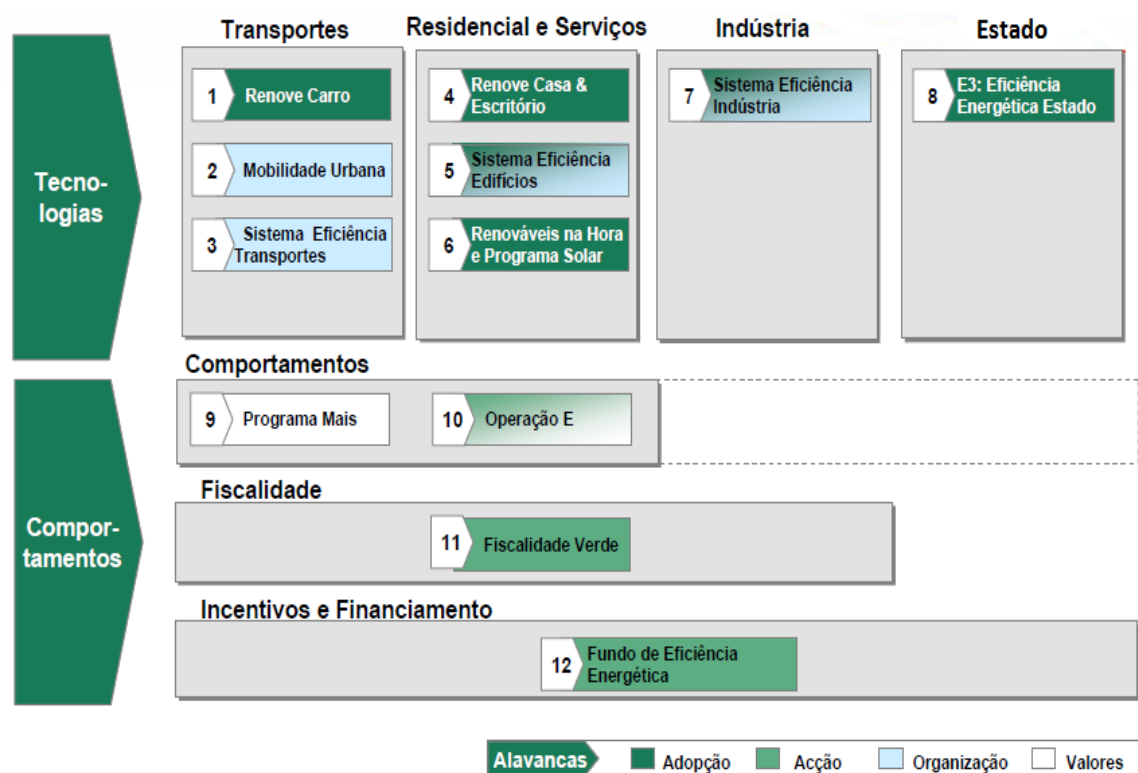 Transportes
Residencial e Serviços
Indústria
Estado
Tecno-
logias
1 Renove Carro
2 Mobilidade Urbana
3 Sistema Eficiência
Transportes
4 Renove Casa &
Escritório
5 Sistema Eficiência
Edifícios
6 Renováveis na Hora
e Programa Solar
7 Sistema Eficiência
Indústria
8 E3: Eficiência
Energética Estado
Compor-
tamentos
Comportamentos
9 Programa Mais
10 Operação E
Fiscalidade
11 Fiscalidade Verde
Incentivos e Financiamento
12 Fundo de Eficiência
Energética
Alavancas Adopção Acção Organização Valores